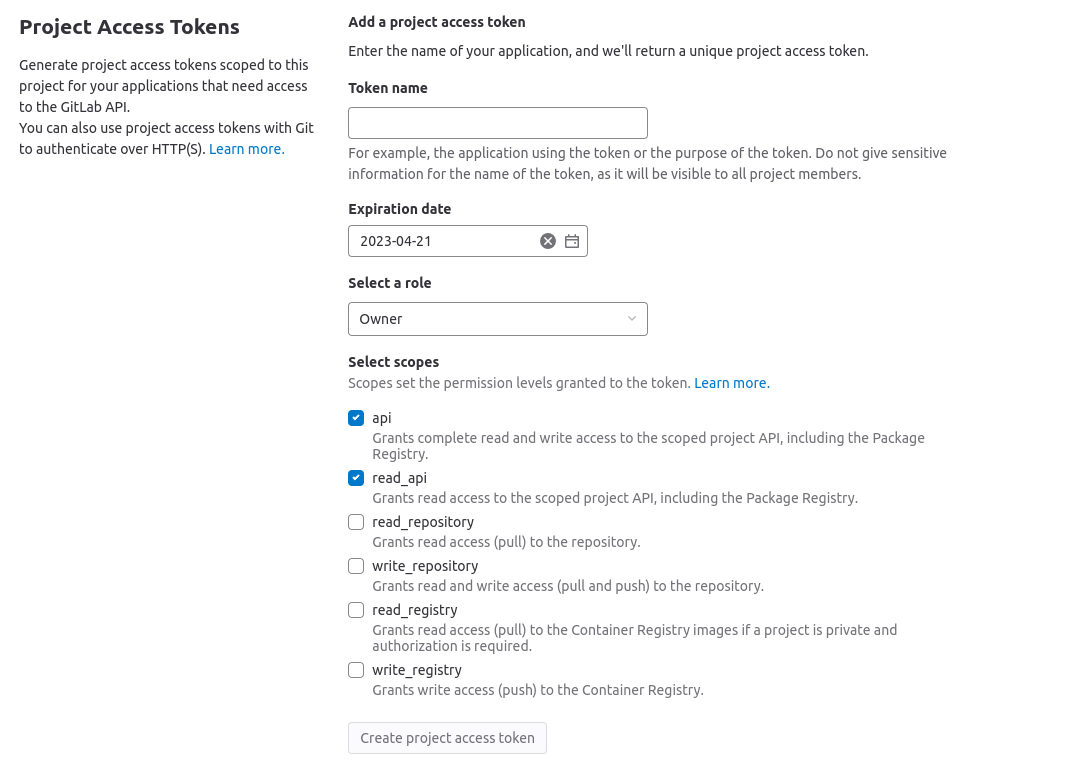 Project Access Tokens
Generate project access tokens scoped to this
project for your applications that need access
to the GitLab API.
You can also use project access tokens with Git
to authenticate over HTTP(S). Learn more.
Add a project access token
Enter the name of your application, and we'll return a unique project access token.
Token name
For example, the application using the token or the purpose of the token. Do not give sensitive
information for the name of the token, as it will be visible to all project members.
Expiration date
2023-04-21
Select a role
Owner
Select scopes
Scopes set the permission levels granted to the token. Learn more.
api
Grants complete read and write access to the scoped project API, including the Package
Registry.
read_api
Grants read access to the scoped project API, including the Package Registry.
read_repository
Grants read access (pull) to the repository.
write_repository
Grants read and write access (pull and push) to the repository.
read_registry
Grants read access (pull) to the Container Registry images if a project is private and
authorization is required.
write_registry
Grants write access (push) to the Container Registry.
Create project access token